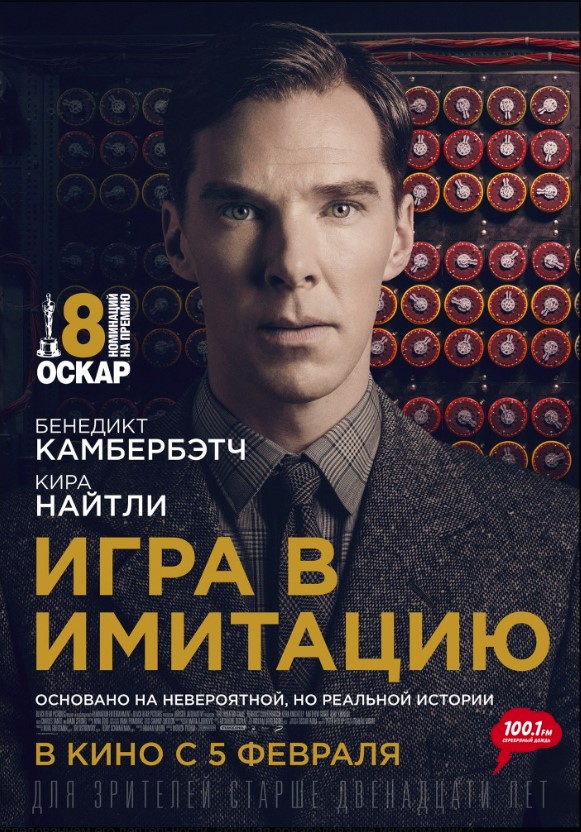 8
НОМИНАЦИЙ
НА ПРЕМИЮ
ОСКАР
БЕНЕДИКТ
КАМБЕРБЭТЧ
КИРА
НАЙТЛИ
ИГРА В
ИМИТАЦИЮ
ОСНОВАНО НА НЕВЕРОЯТНОЙ, НО РЕАЛЬНОЙ ИСТОРИИ
100.1 FM
СЕРЕБРЯНЫЙ ДОЖДЬ
В КИНО С 5 ФЕВРАЛЯ
ДЛЯ ЗРИТЕЛЕЙ СТАРШЕ ДВЕНАДЦАТИ ЛЕТ